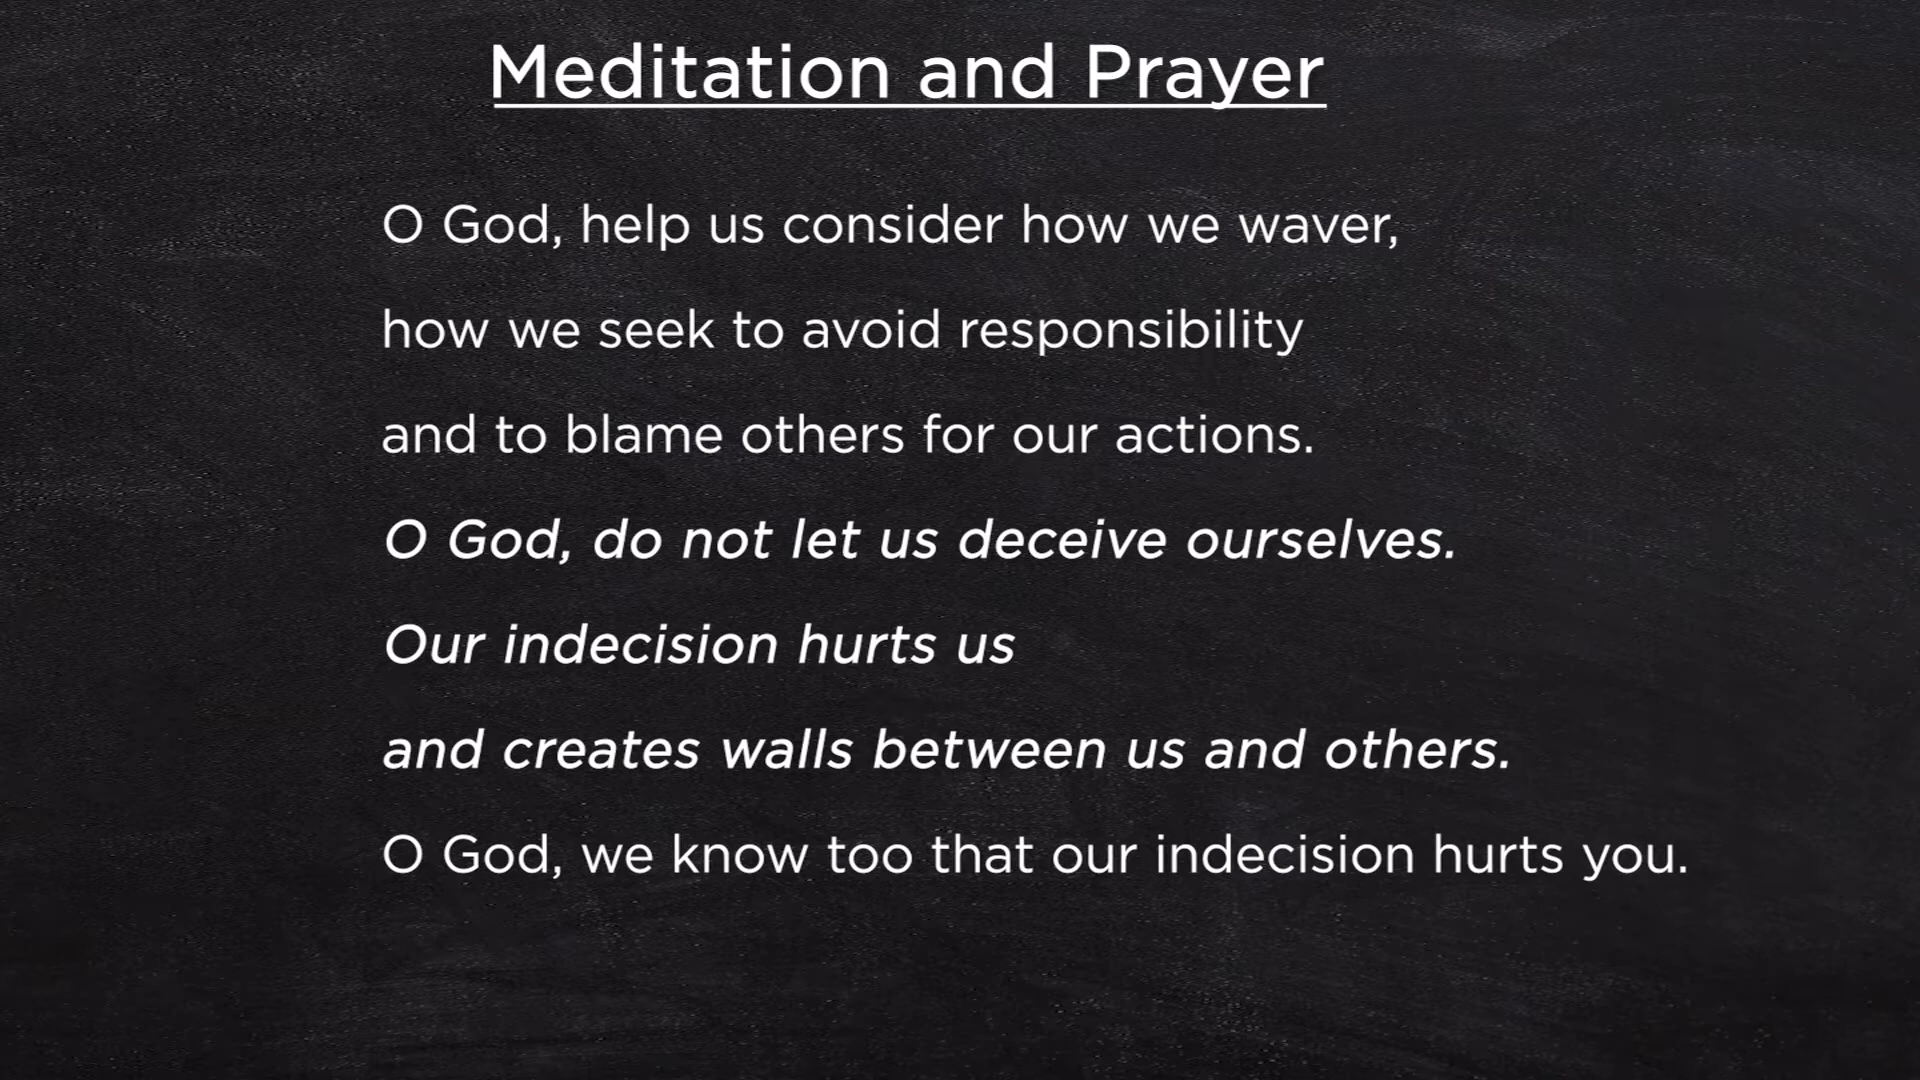 Meditation and Prayer
O God, help us consider how we waver,
how we seek to avoid responsibility
and to blame others for our actions.
O God, do not let us deceive ourselves.
Our indecision hurts us
and creates walls between us and others.
O God, we know too that our indecision hurts you.